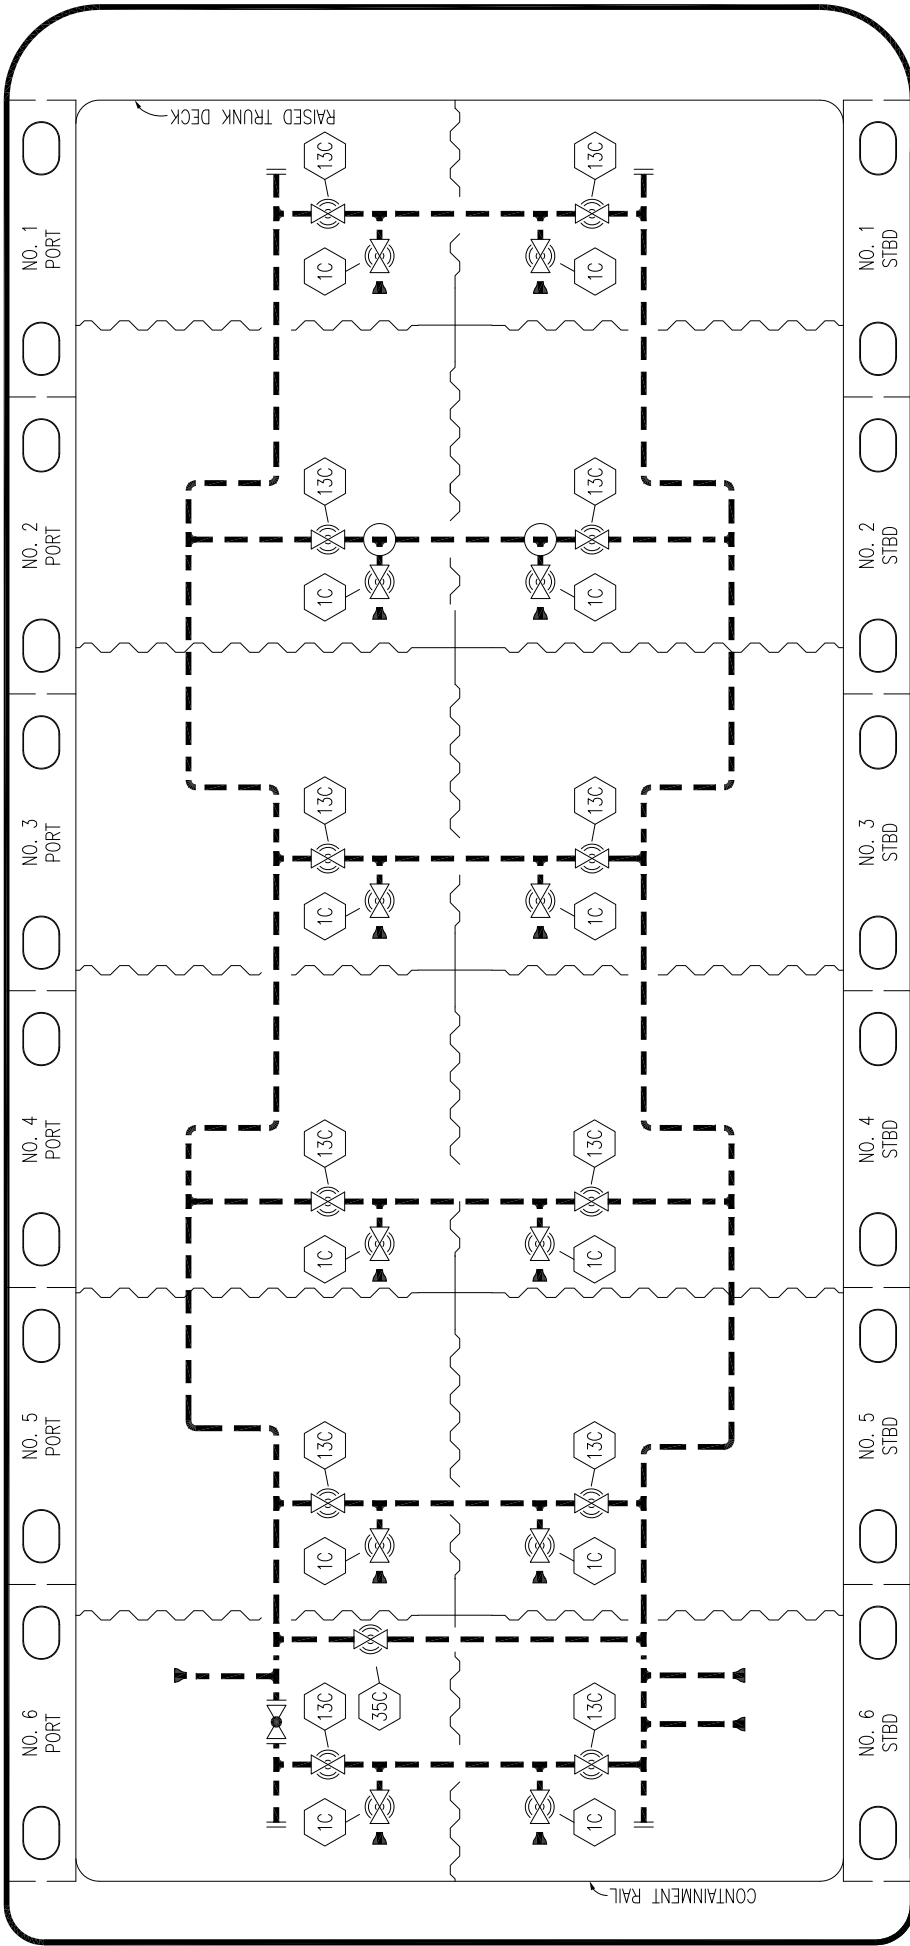 RAISED TRUNK DECK
NO. 1
PORT
13C
13C
1C
1C
NO. 1
STBD
NO. 2
PORT
13C
13C
1C
1C
NO. 2
STBD
NO. 3
PORT
13C
13C
1C
1C
NO. 3
STBD
NO. 4
PORT
13C
13C
1C
1C
NO. 4
STBD
NO. 5
PORT
13C
13C
1C
1C
NO. 5
STBD
NO. 6
PORT
35C
13C
13C
1C
1C
NO. 6
STBD
CONTAINMENT RAIL